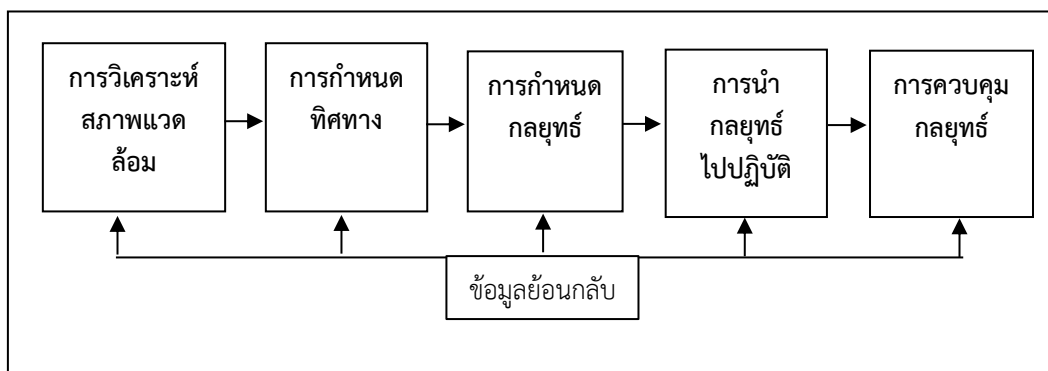 การวิเคราะห์
สภาพแวด
ล้อม
การกำหนด
ทิศทาง
การกำหนด
กลยุทธ์
การนำ
กลยุทธ์
ไปปฏิบัติ
การควบคุม
กลยุทธ์
ข้อมูลย้อนกลับ